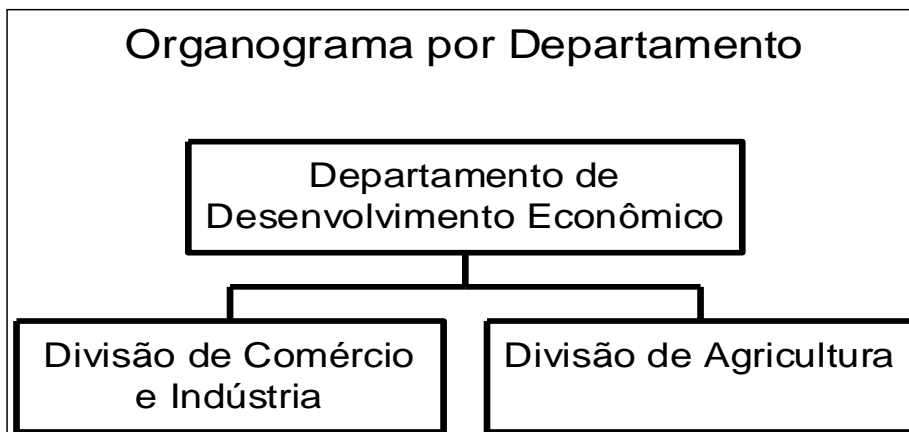 Organograma por Departamento
Departamento de
Desenvolvimento Econômico
Divisão de Comércio
e Indústria
Divisão de Agricultura